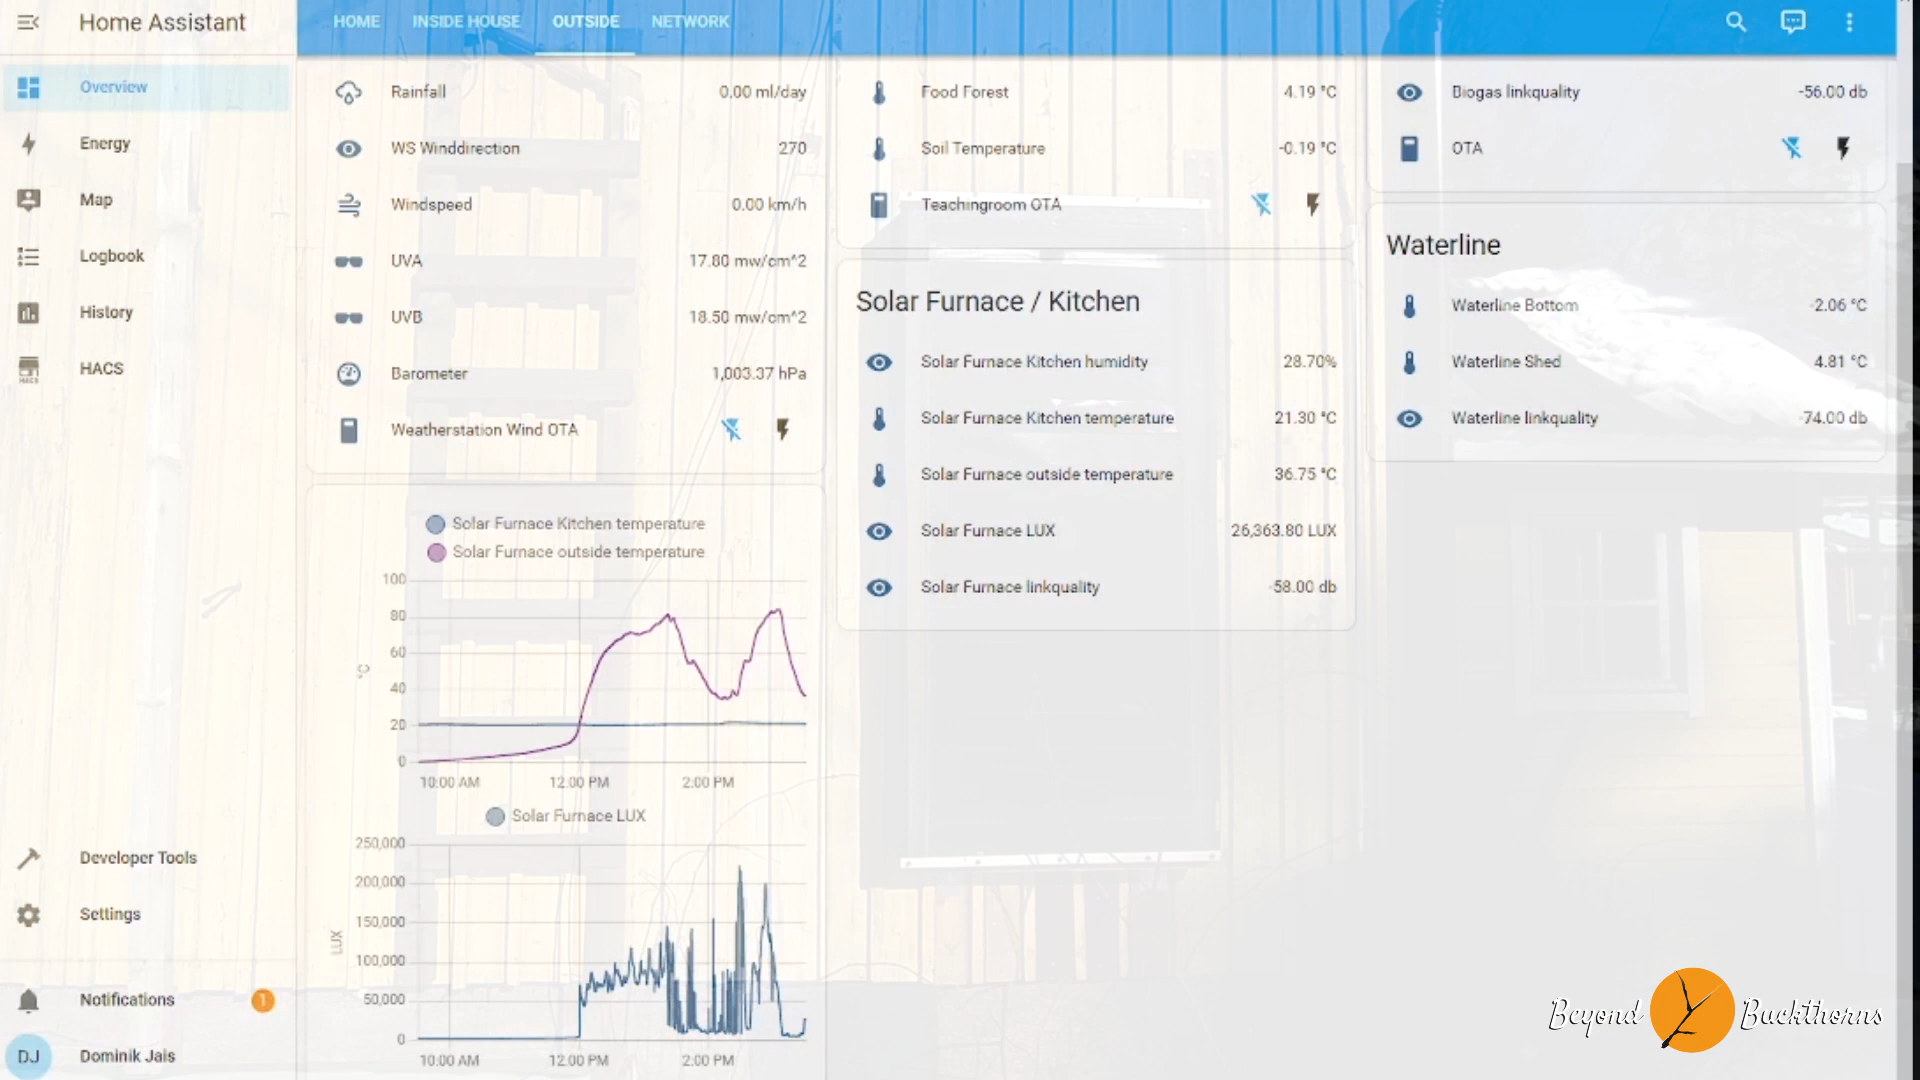 Home Assistant
HOME INSIDE HOUSE OUTSIDE NETWORK
Overview
Energy
Map
Logbook
History
HACS
HACS
Developer Tools
Settings
Notifications 1
DJ Dominik Jais
Rainfall 0.00 ml/day
WS Winddirection 270
Windspeed 0.00 km/h
UVA 17.80 mw/cm^2
UVB 18.50 mw/cm^2
Barometer 1,003.37 hPa
Weatherstation Wind OTA
Solar Furnace Kitchen temperature
Solar Furnace outside temperature
100
80
60
°C
40
20
0
10:00 AM 12:00 PM 2:00 PM
Solar Furnace LUX
250,000
200,000
150,000
LUX
100,000
50,000
0
10:00 AM 12:00 PM 2:00 PM
Food Forest 4.19 °C
Soil Temperature -0.19 °C
Teachingroom OTA
Solar Furnace / Kitchen
Solar Furnace Kitchen humidity 28.70%
Solar Furnace Kitchen temperature 21.30 °C
Solar Furnace outside temperature 36.75 °C
Solar Furnace LUX 26,363.80 LUX
Solar Furnace linkquality -58.00 db
Biogas linkquality -56.00 db
OTA
Waterline
Waterline Bottom -2.06 °C
Waterline Shed 4.81 °C
Waterline linkquality -74.00 db
Beyond Buckthorns